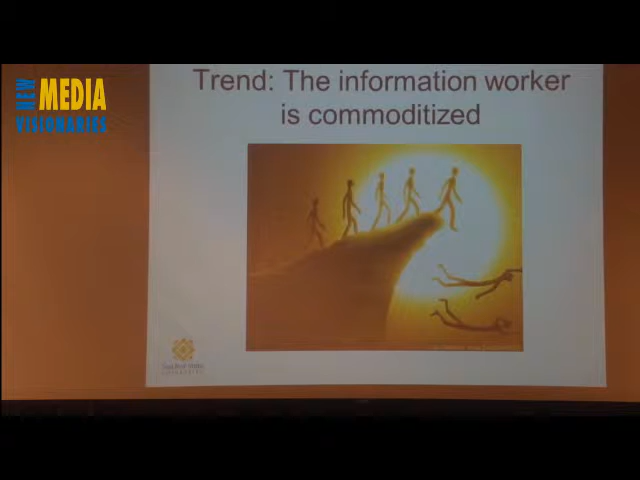 NEW
MEDIA
VISIONARIES
Trend: The information worker
is commoditized